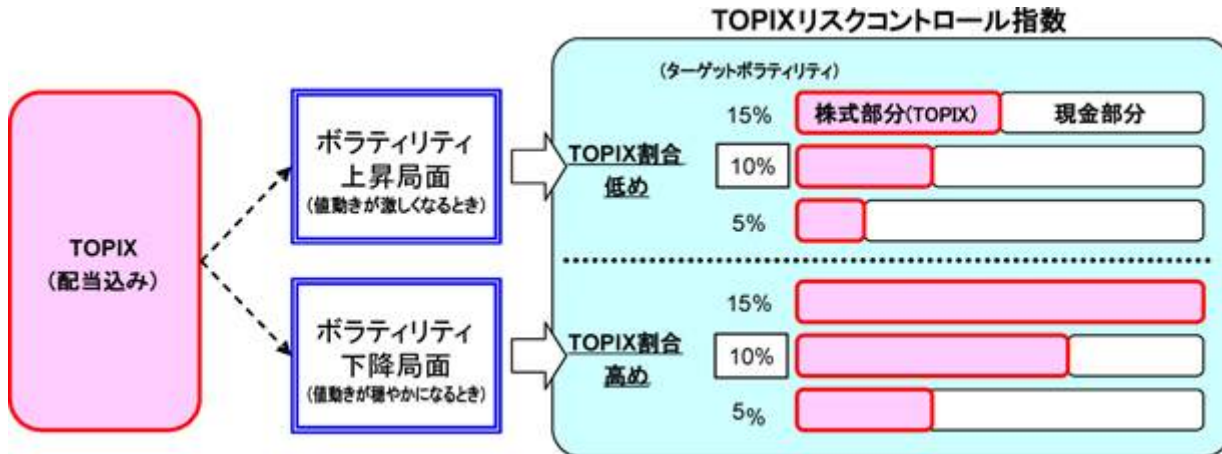 TOPIXリスクコントロール指数
TOPIX
(配当込み)
ボラティリティ
上昇局面
(値動きが激しくなるとき)
ボラティリティ
下降局面
(値動きが穏やかになるとき)
(ターゲットボラティリティ)
TOPIX割合
低め
15%
株式部分(TOPIX)
現金部分
10%
5%
TOPIX割合
高め
15%
10%
5%